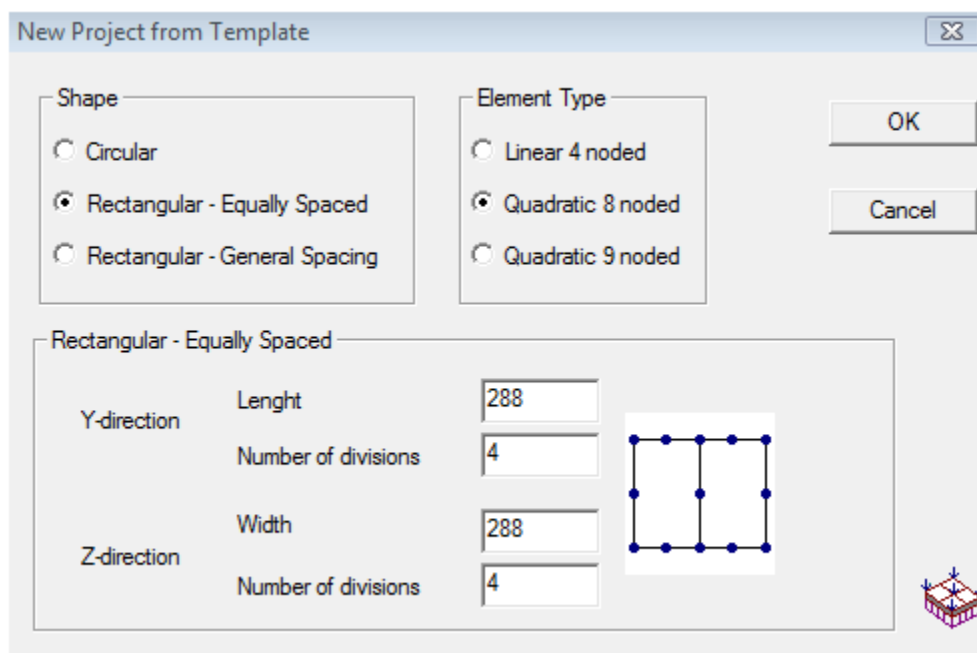 New Project from Template
Shape
Circular
Rectangular - Equally Spaced
Rectangular - General Spacing
Element Type
Linear 4 noded
Quadratic 8 noded
Quadratic 9 noded
OK
Cancel
Rectangular - Equally Spaced
Y-direction
Lenght
288
Number of divisions
4
Z-direction
Width
288
Number of divisions
4